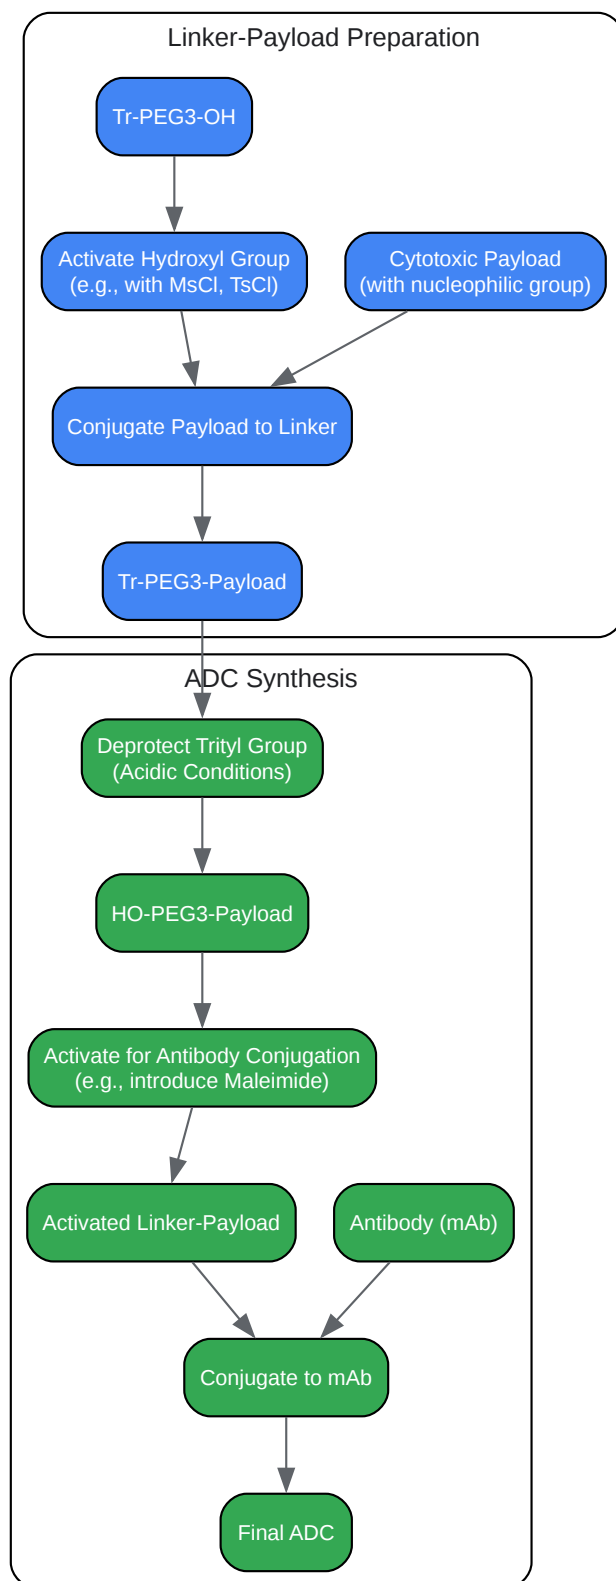 Linker-Payload Preparation
Tr-PEG3-OH
Activate Hydroxyl Group
(e.g., with MsCl, TsCl)
Cytotoxic Payload
(with nucleophilic group)
Conjugate Payload to Linker
Tr-PEG3-Payload
ADC Synthesis
Deprotect Trityl Group
(Acidic Conditions)
HO-PEG3-Payload
Activate for Antibody Conjugation
(e.g., introduce Maleimide)
Activated Linker-Payload
Antibody (mAb)
Conjugate to mAb
Final ADC